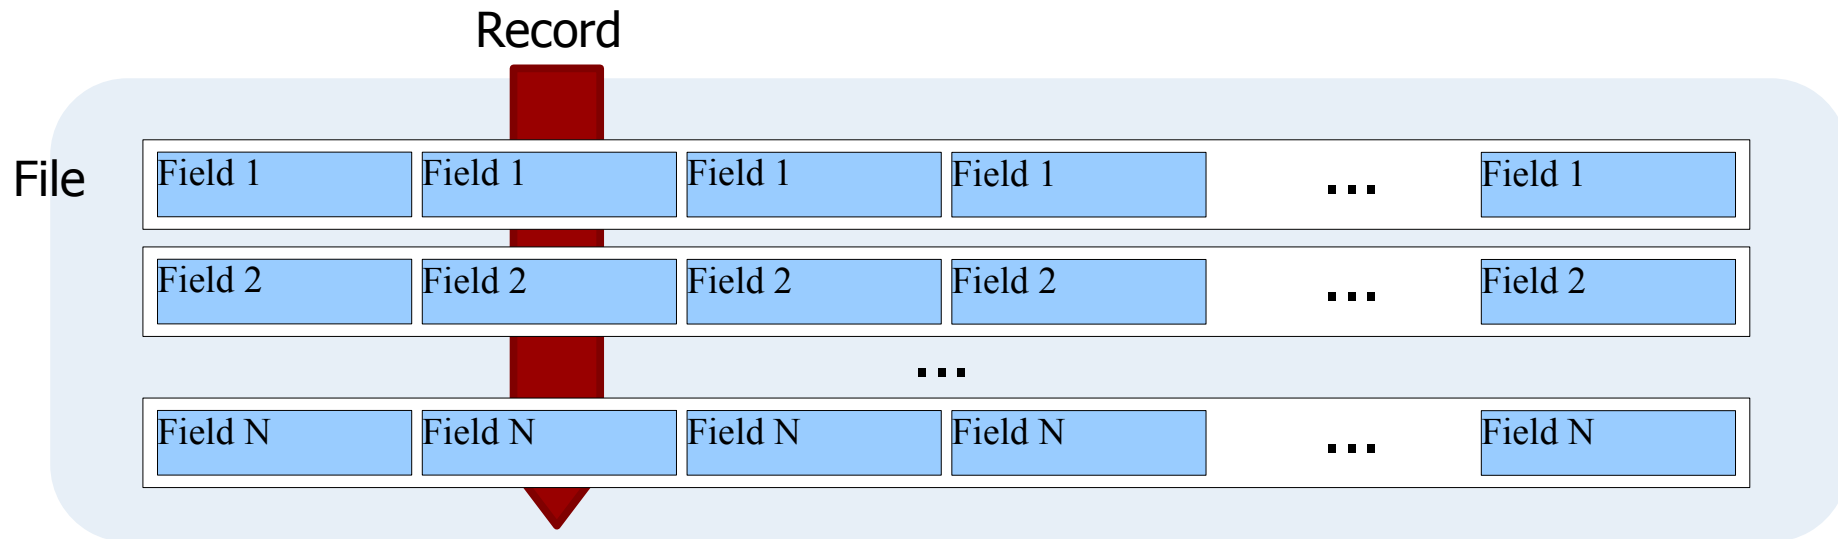 Record
File
Field 1 Field 1 Field 1 Field 1 ... Field 1
Field 2 Field 2 Field 2 Field 2 ... Field 2
...
Field N Field N Field N Field N ... Field N